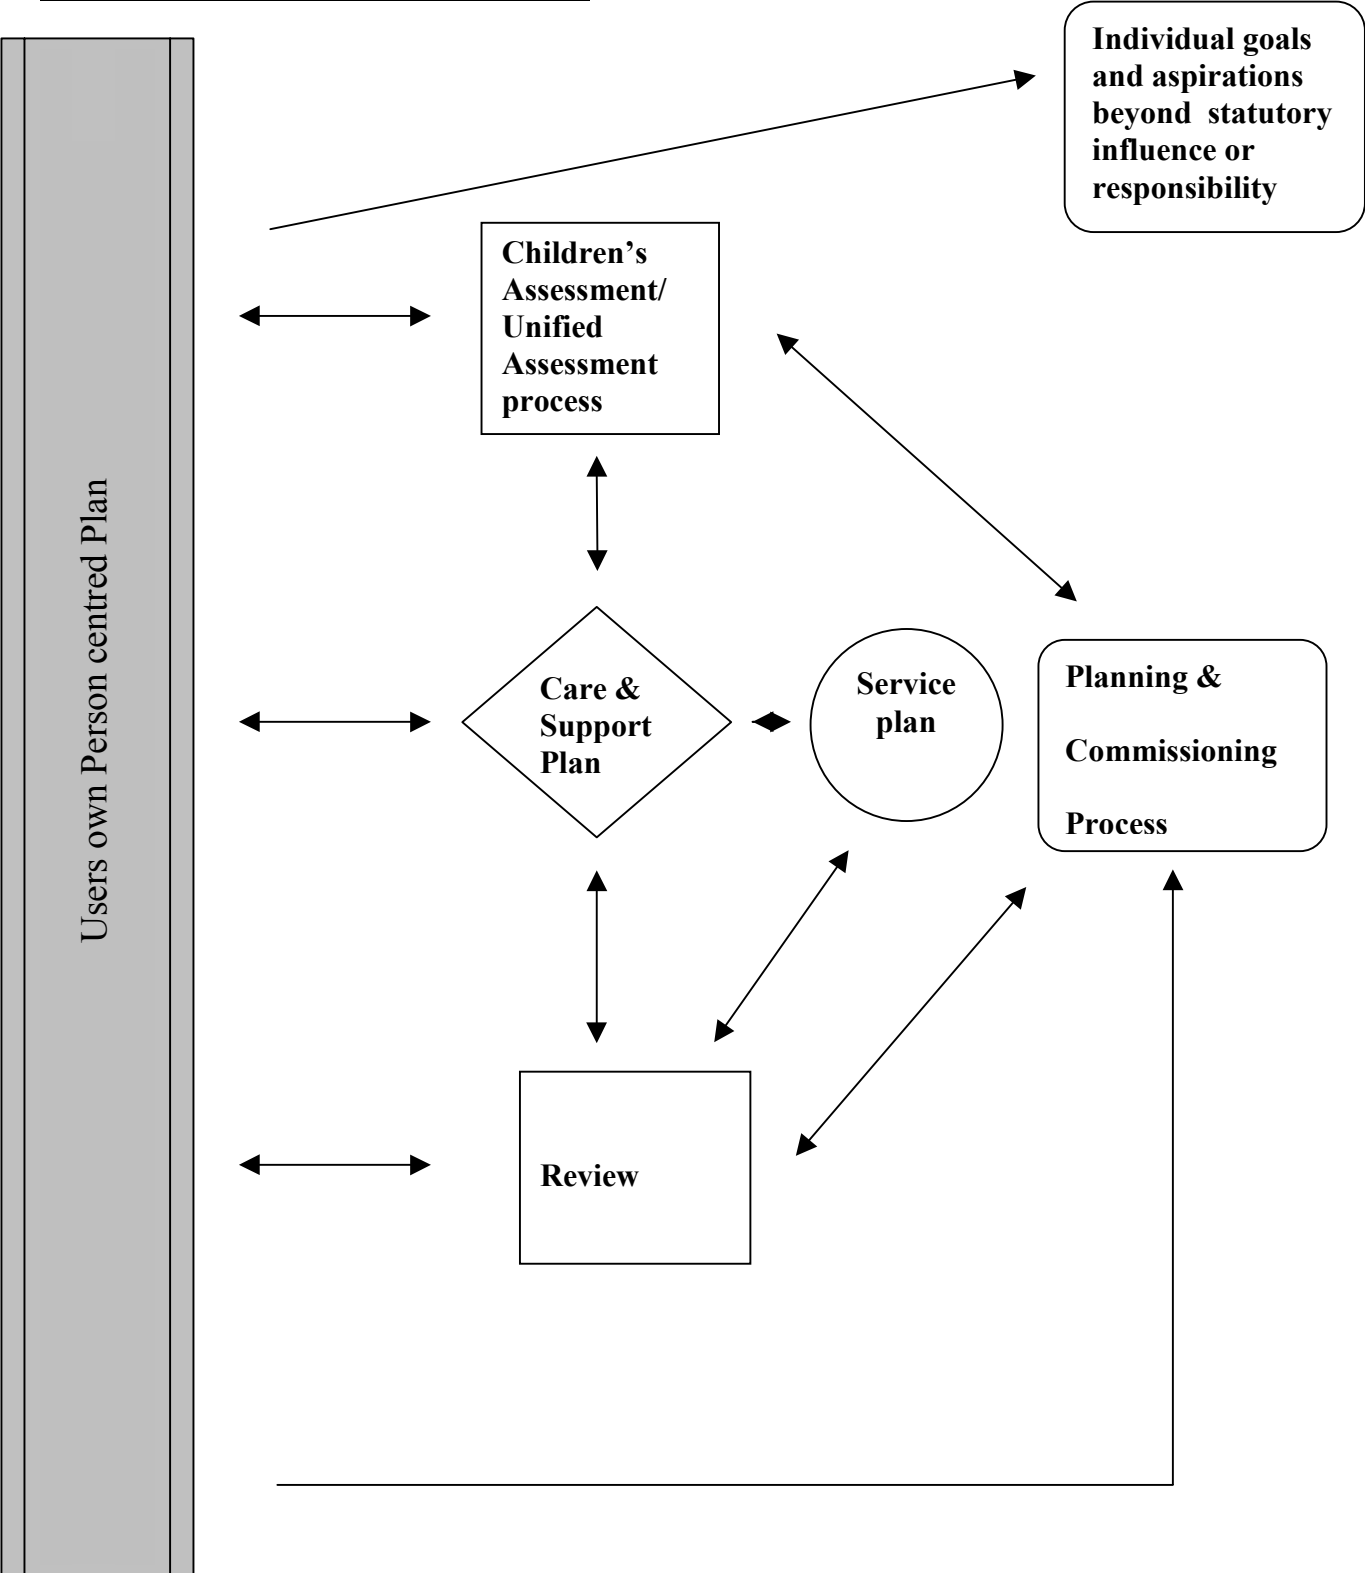 Individual goals
and aspirations
beyond statutory
influence or
responsibility
Children’s
Assessment/
Unified
Assessment
process
Users own Person centred Plan
Care &
Support
Plan
Service
plan
Planning &
Commissioning
Process
Review